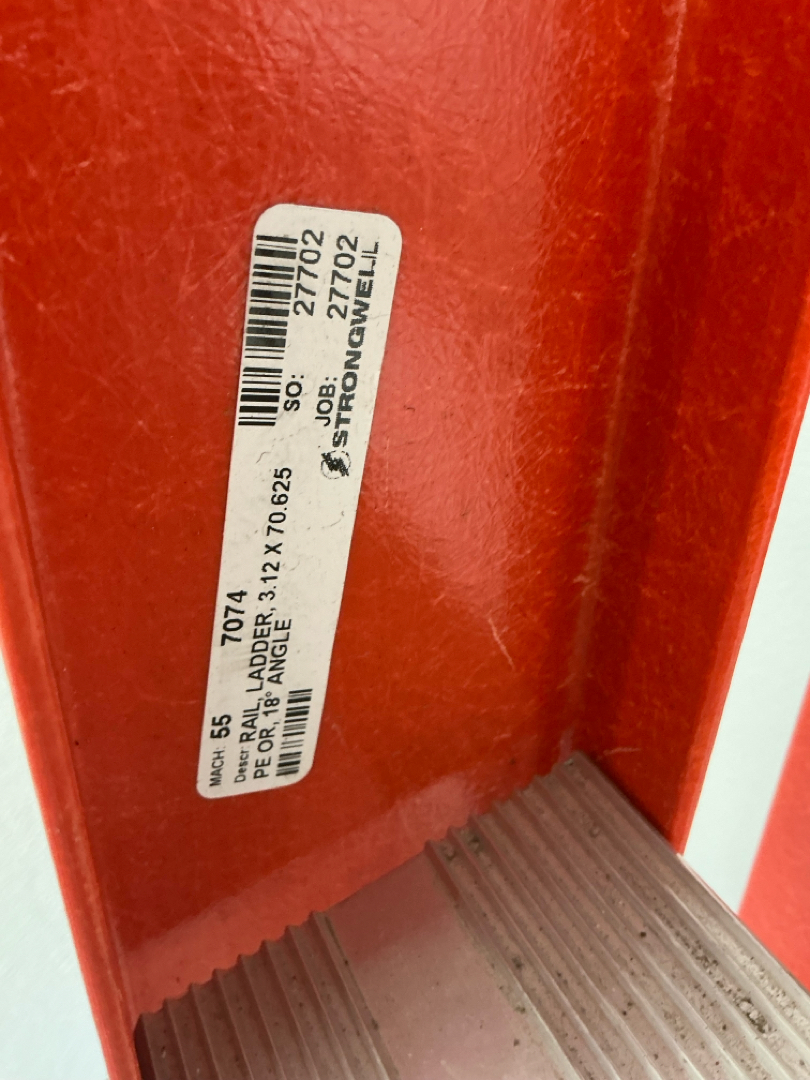 MACH: 55 7074
Descr: RAIL, LADDER, 3.12 X 70.625
PE OR, 18° ANGLE
SO: 27702
JOB: 27702
STRONGWELL